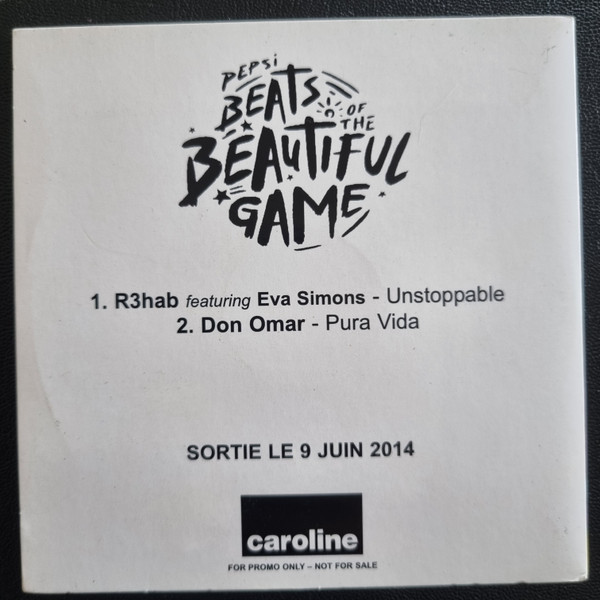 PEPSi
BEATS
OF
THE
BEAUTIFUL
GAME
1. R3hab featuring Eva Simons - Unstoppable
2. Don Omar - Pura Vida
SORTIE LE 9 JUIN 2014
caroline
FOR PROMO ONLY – NOT FOR SALE